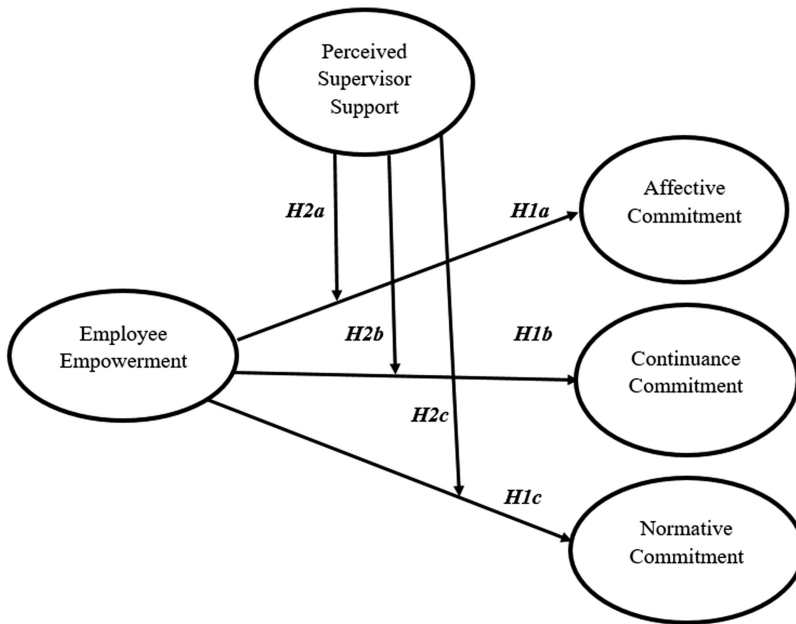 Perceived
Supervisor
Support
H2a
H1a
Affective
Commitment
Employee
Empowerment
H2b
H1b
Continuance
Commitment
H2c
H1c
Normative
Commitment